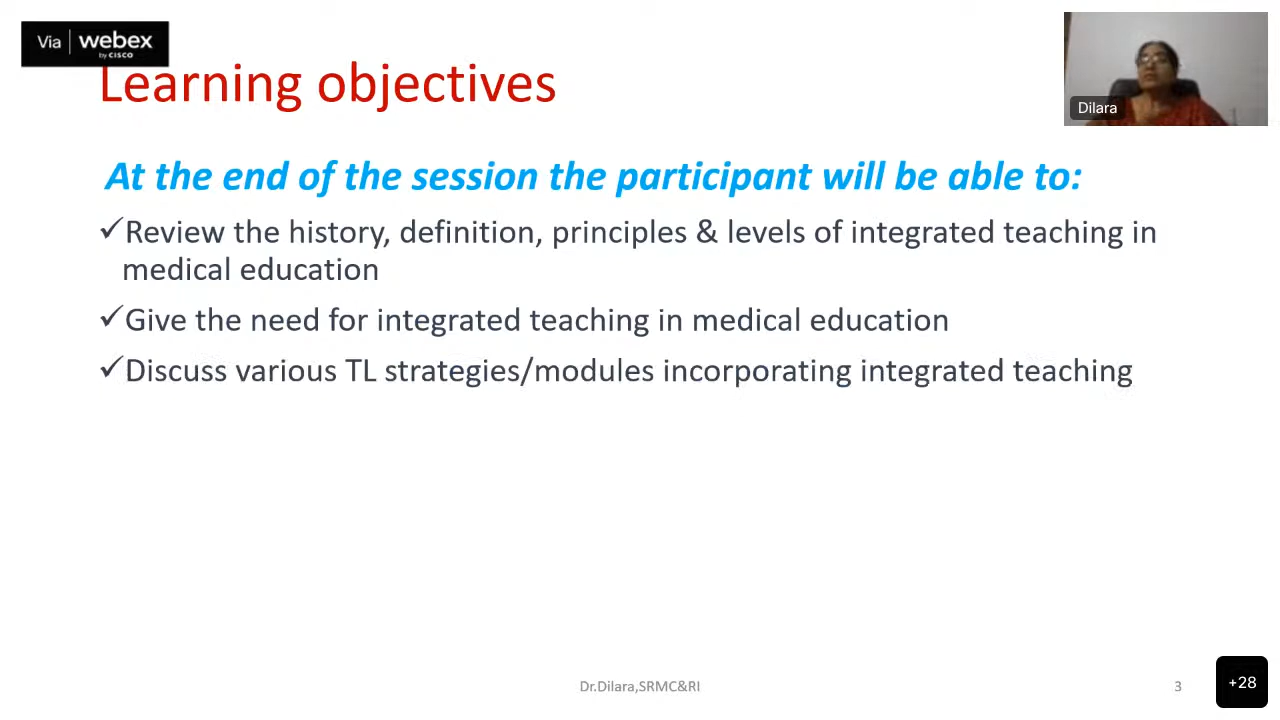 Via webex
by CISCO
Learning objectives
Dilara
At the end of the session the participant will be able to:
✓Review the history, definition, principles & levels of integrated teaching in
medical education
✓Give the need for integrated teaching in medical education
✓Discuss various TL strategies/modules incorporating integrated teaching
Dr.Dilara,SRMC&RI
3
+28